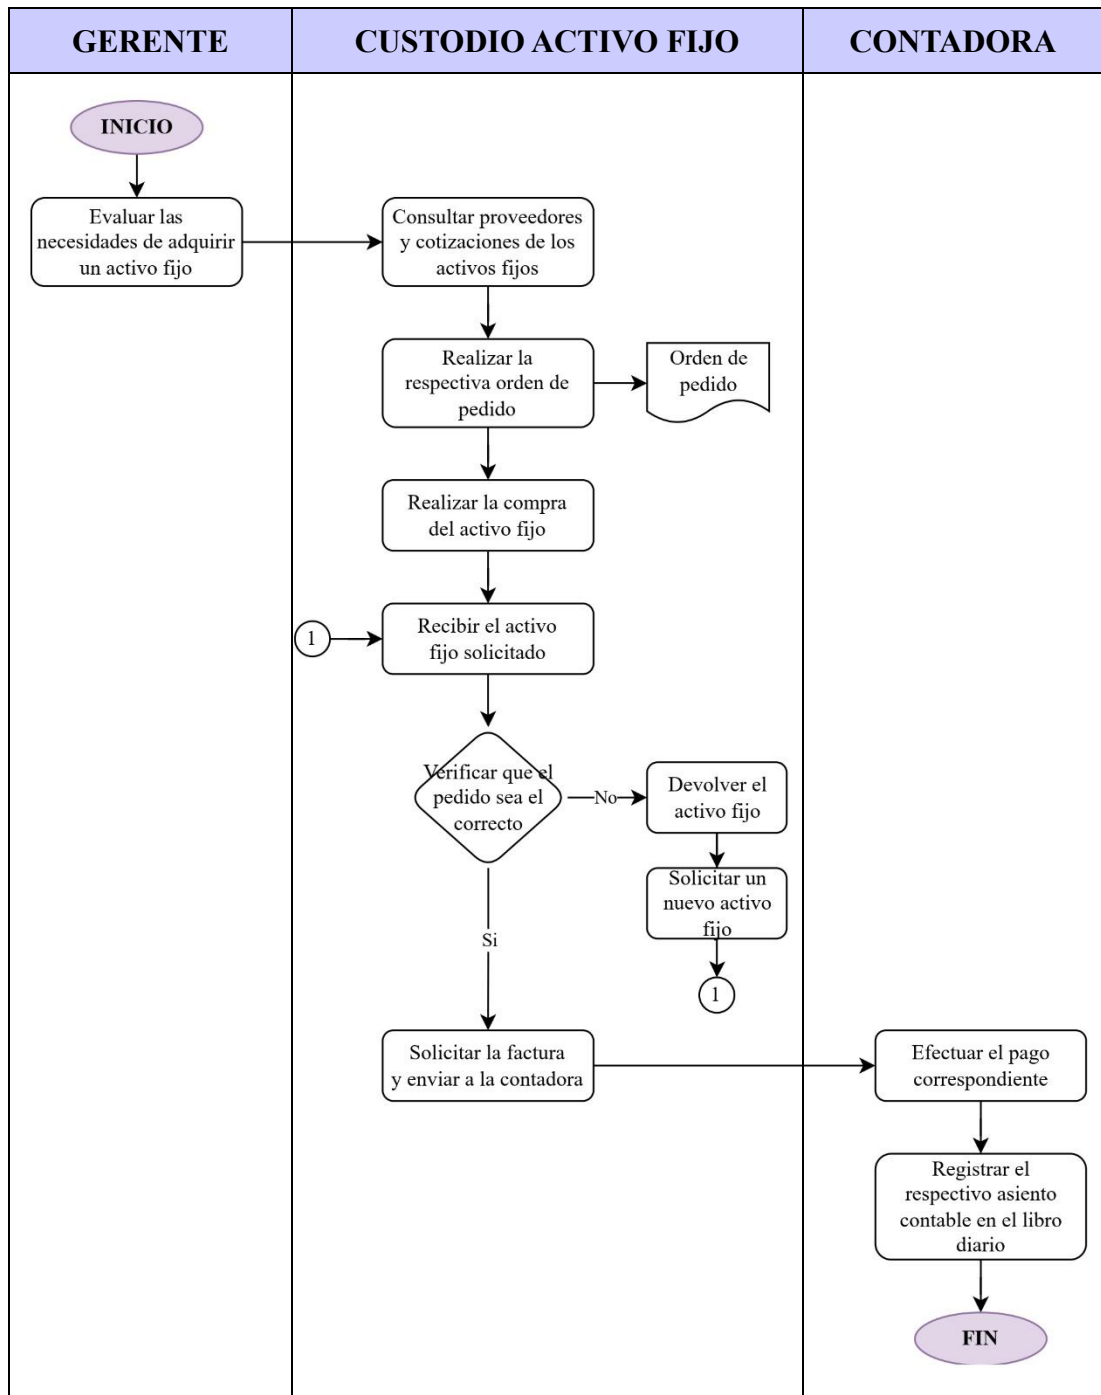 GERENTE
CUSTODIO ACTIVO FIJO
CONTADORA
INICIO
Evaluar las
necesidades de adquirir
un activo fijo
Consultar proveedores
y cotizaciones de los
activos fijos
Realizar la
respectiva orden de
pedido
Orden de
pedido
Realizar la compra
del activo fijo
1
Recibir el activo
fijo solicitado
Verificar que el
pedido sea el
correcto
No
Devolver el
activo fijo
Solicitar un
nuevo activo
fijo
1
Si
Solicitar la factura
y enviar a la contadora
Efectuar el pago
correspondiente
Registrar el
respectivo asiento
contable en el libro
diario
FIN